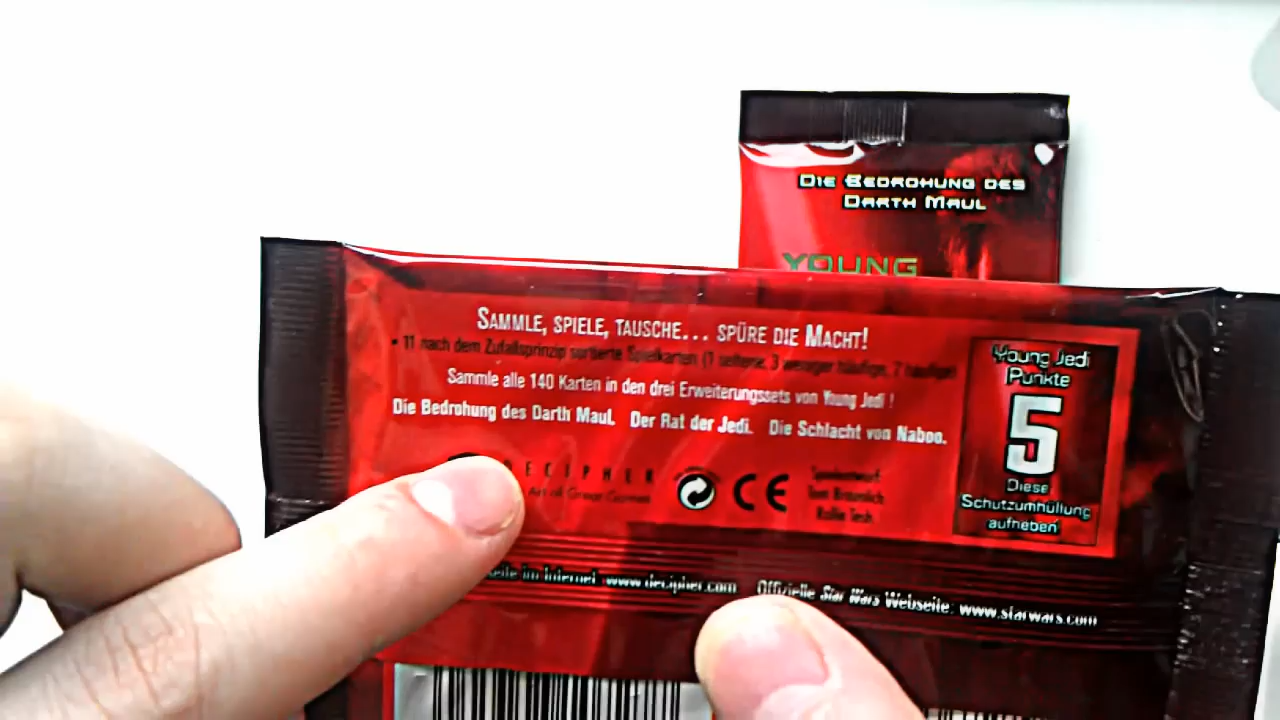 DIE BEDROHUNG DES
DARTH MAUL
YOUNG
SAMMLE, SPIELE, TAUSCHE... SPÜRE DIE MACHT!
• 11 nach dem Zufallsprinzip sortierte Spielkarten (1 seltene, 3 weniger häufige, 7 häufige)
Sammle alle 140 Karten in den drei Erweiterungssets von Young Jedi !
Die Bedrohung des Darth Maul. Der Rat der Jedi. Die Schlacht von Naboo.
DECIPHER
Art of Great Games
CE
Young Jedi
Punkte
5
Diese
Schutzumhüllung
aufheben
im Internet: www.decipher.com Offizielle Star Wars Webseite: www.starwars.com